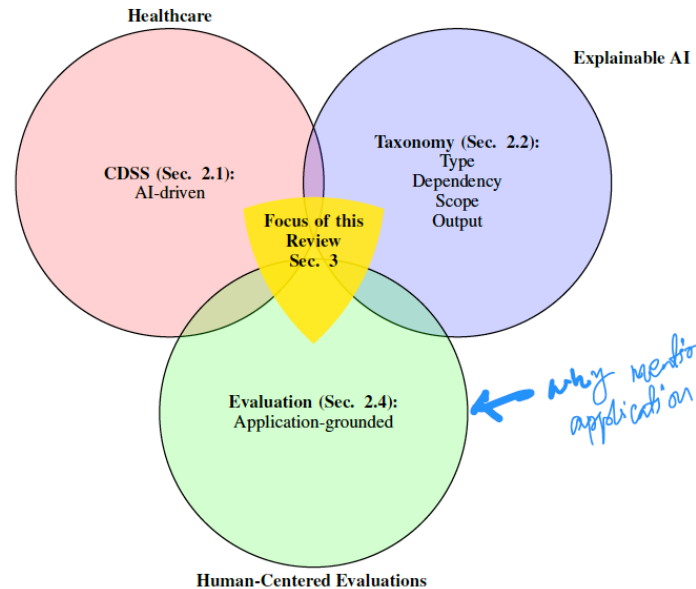 Healthcare
Explainable AI
CDSS (Sec. 2.1):
AI-driven
Taxonomy (Sec. 2.2):
Type
Dependency
Scope
Output
Focus of this
Review
Sec. 3
Evaluation (Sec. 2.4):
Application-grounded
why mentio
application
Human-Centered Evaluations